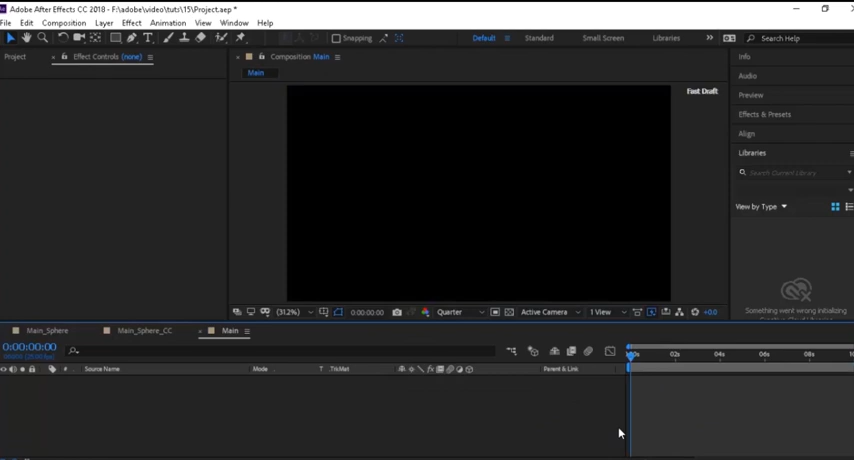 Adobe After Effects CC 2018 - F:\adobe\video\tuts\15\Project.aep *
File Edit Composition Layer Effect Animation View Window Help
Snapping Default Standard Small Screen Libraries Search Help
Project Effect Controls (none) Composition Main Info
Main
Fast Draft
Audio
Preview
Effects & Presets
Align
Libraries
Search Current Library
View by Type
Something went wrong initializing
(31.2%) 0:00:00:00 Quarter Active Camera 1 View +0.0
Main_Sphere Main_Sphere_CC Main
0:00:00:00
(25.00 fps)
02s 04s 06s 08s
# Source Name Mode T .TrkMat fx Parent & Link